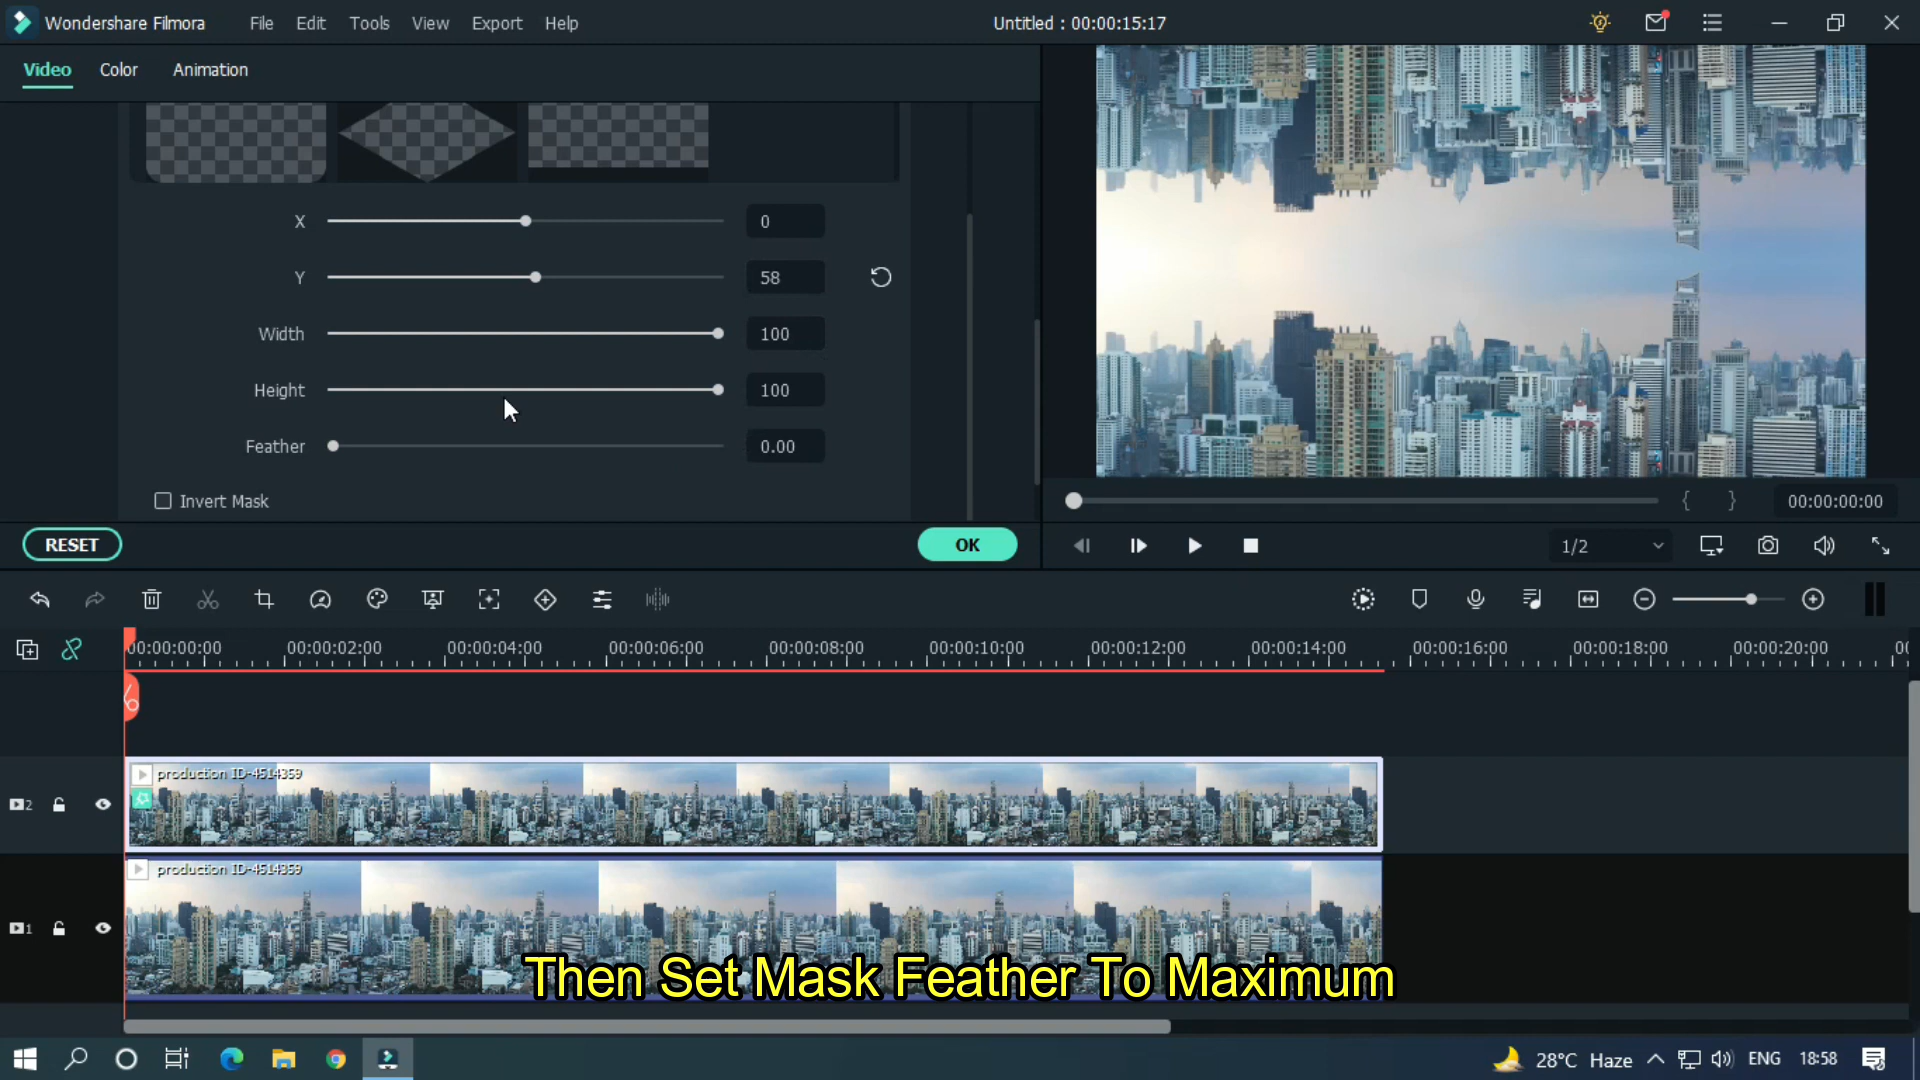 Wondershare Filmora
File Edit Tools View Export Help
Untitled : 00:00:15:17
Video Color Animation
X 0
Y 58
Width 100
Height 100
Feather 0.00
Invert Mask
RESET
OK
{ } 00:00:00:00
1/2
00:00:00:00 00:00:02:00 00:00:04:00 00:00:06:00 00:00:08:00 00:00:10:00 00:00:12:00 00:00:14:00 00:00:16:00 00:00:18:00 00:00:20:00
production ID-4514359
2
production ID-4514359
1
Then Set Mask Feather To Maximum
28°C Haze ENG 18:58